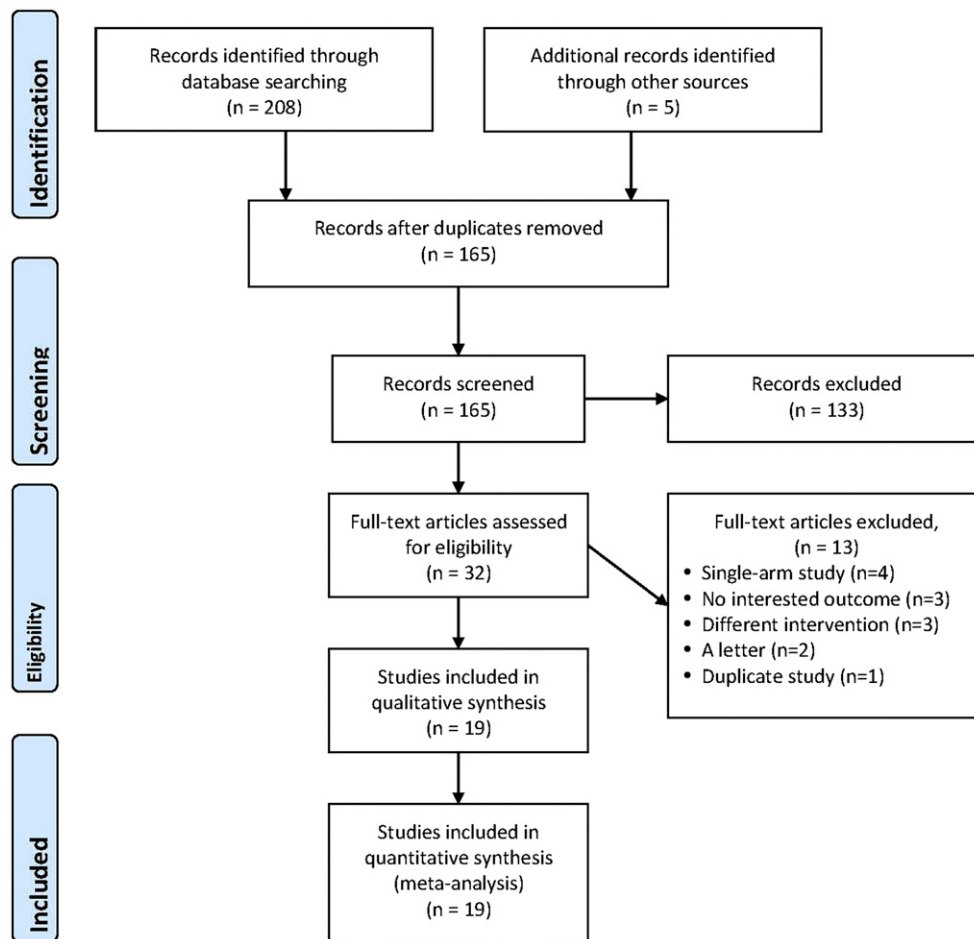 Identification
Records identified through
database searching
(n = 208)
Additional records identified
through other sources
(n = 5)
Records after duplicates removed
(n = 165)
Screening
Records screened
(n = 165)
Records excluded
(n = 133)
Eligibility
Full-text articles assessed
for eligibility
(n = 32)
Full-text articles excluded,
(n = 13)
• Single-arm study (n=4)
• No interested outcome (n=3)
• Different intervention (n=3)
• A letter (n=2)
• Duplicate study (n=1)
Studies included in
qualitative synthesis
(n = 19)
Included
Studies included in
quantitative synthesis
(meta-analysis)
(n = 19)